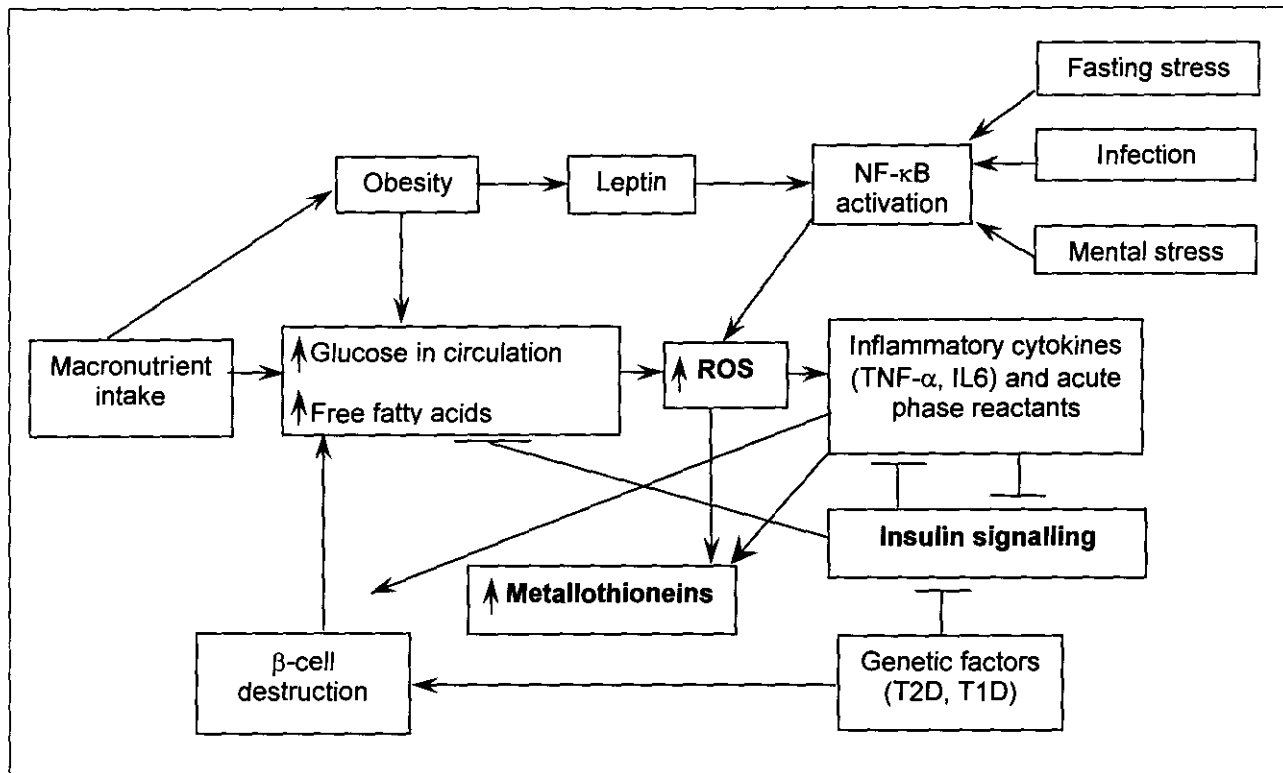 Fasting stress
Infection
Mental stress
Obesity
Leptin
NF-κB
activation
Macronutrient
intake
Glucose in circulation
Free fatty acids
ROS
Inflammatory cytokines
(TNF-α, IL6) and acute
phase reactants
Insulin signalling
Metallothioneins
β-cell
destruction
Genetic factors
(T2D, T1D)